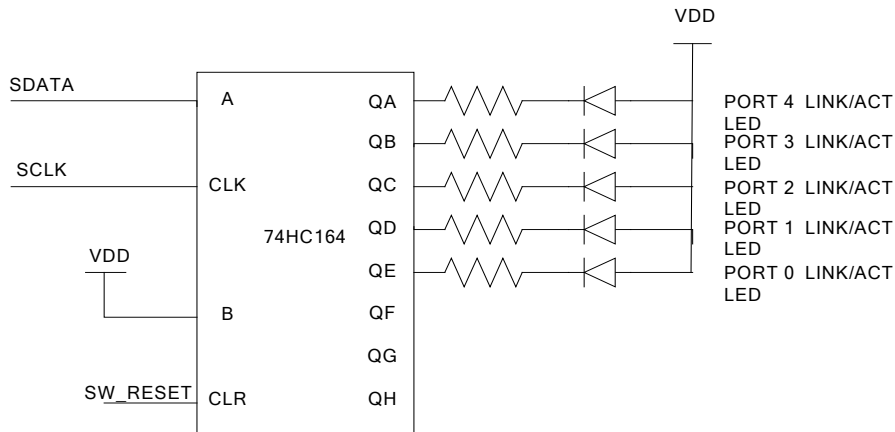 VDD
SDATA
A
QA
PORT 4 LINK/ACT
LED
QB
PORT 3 LINK/ACT
LED
SCLK
CLK
QC
PORT 2 LINK/ACT
LED
74HC164
QD
PORT 1 LINK/ACT
LED
VDD
QE
PORT 0 LINK/ACT
LED
B
QF
QG
SW_RESET
CLR
QH